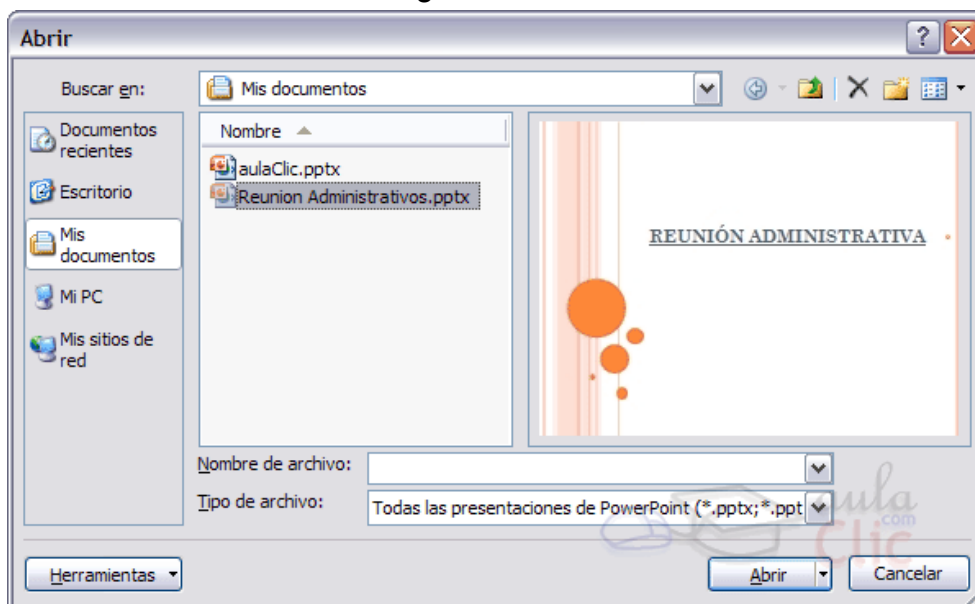 Abrir
Buscar en:
Mis documentos
Documentos
recientes
Escritorio
Mis
documentos
Mi PC
Mis sitios de
red
Nombre
aulaClic.pptx
Reunion Administrativos.pptx
REUNIÓN ADMINISTRATIVA
Nombre de archivo:
Tipo de archivo:
Todas las presentaciones de PowerPoint (*.pptx;*.ppt
aula
Clic
.com
Herramientas
Abrir
Cancelar